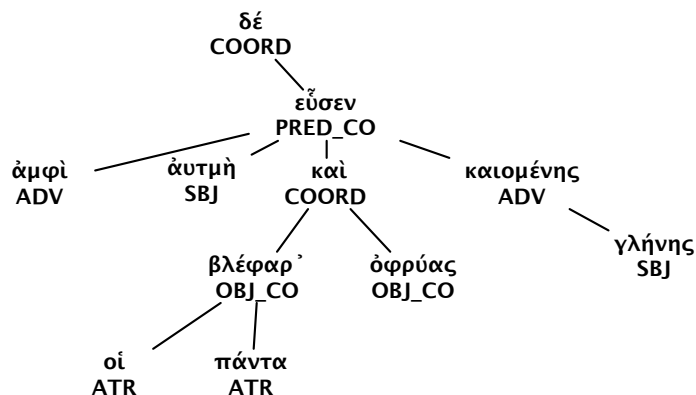 δέ
COORD
εὗσεν
PRED_CO
ἀμφὶ ἀυτμὴ καὶ καιομένης
ADV SBJ COORD ADV
γλήνης
SBJ
βλέφαρ᾽ ὀφρύας
OBJ_CO OBJ_CO
οἱ πάντα
ATR ATR